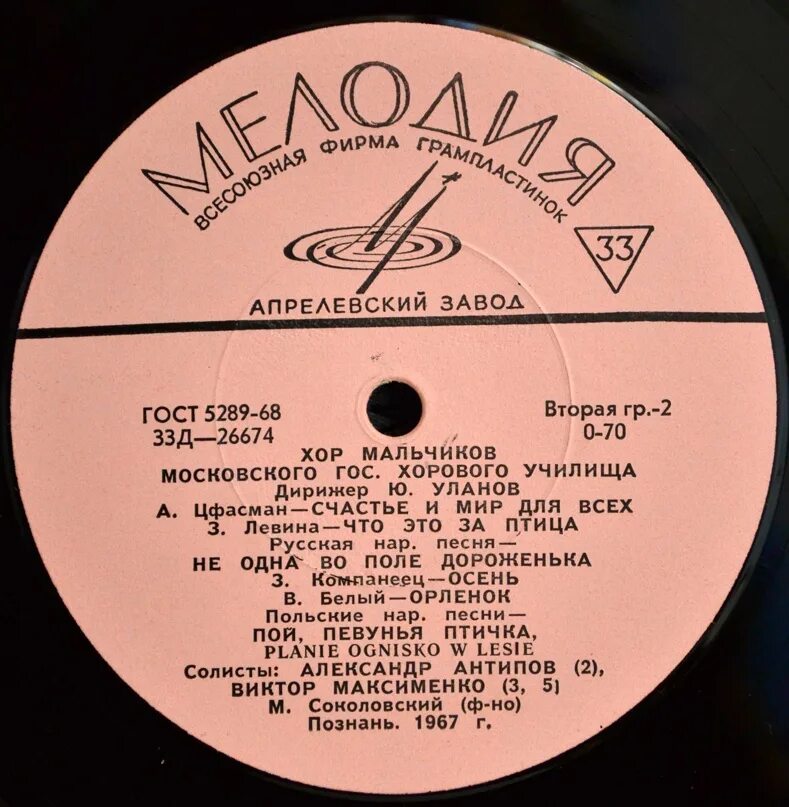 МЕЛОДИЯ
ВСЕСОЮЗНАЯ ФИРМА ГРАМПЛАСТИНОК
33
АПРЕЛЕВСКИЙ ЗАВОД
ГОСТ 5289-68
33Д—26674
Вторая гр.-2
0-70
ХОР МАЛЬЧИКОВ
МОСКОВСКОГО ГОС. ХОРОВОГО УЧИЛИЩА
Дирижер Ю. УЛАНОВ
А. Цфасман—СЧАСТЬЕ И МИР ДЛЯ ВСЕХ
З. Левина—ЧТО ЭТО ЗА ПТИЦА
Русская нар. песня—
НЕ ОДНА ВО ПОЛЕ ДОРОЖЕНЬКА
З. Компанеец—ОСЕНЬ
В. Белый—ОРЛЕНОК
Польские нар. песни—
ПОЙ, ПЕВУНЬЯ ПТИЧКА,
PLANIE OGNISKO W LESIE
Солисты: АЛЕКСАНДР АНТИПОВ (2),
ВИКТОР МАКСИМЕНКО (3, 5)
М. Соколовский (ф-но)
Познань. 1967 г.